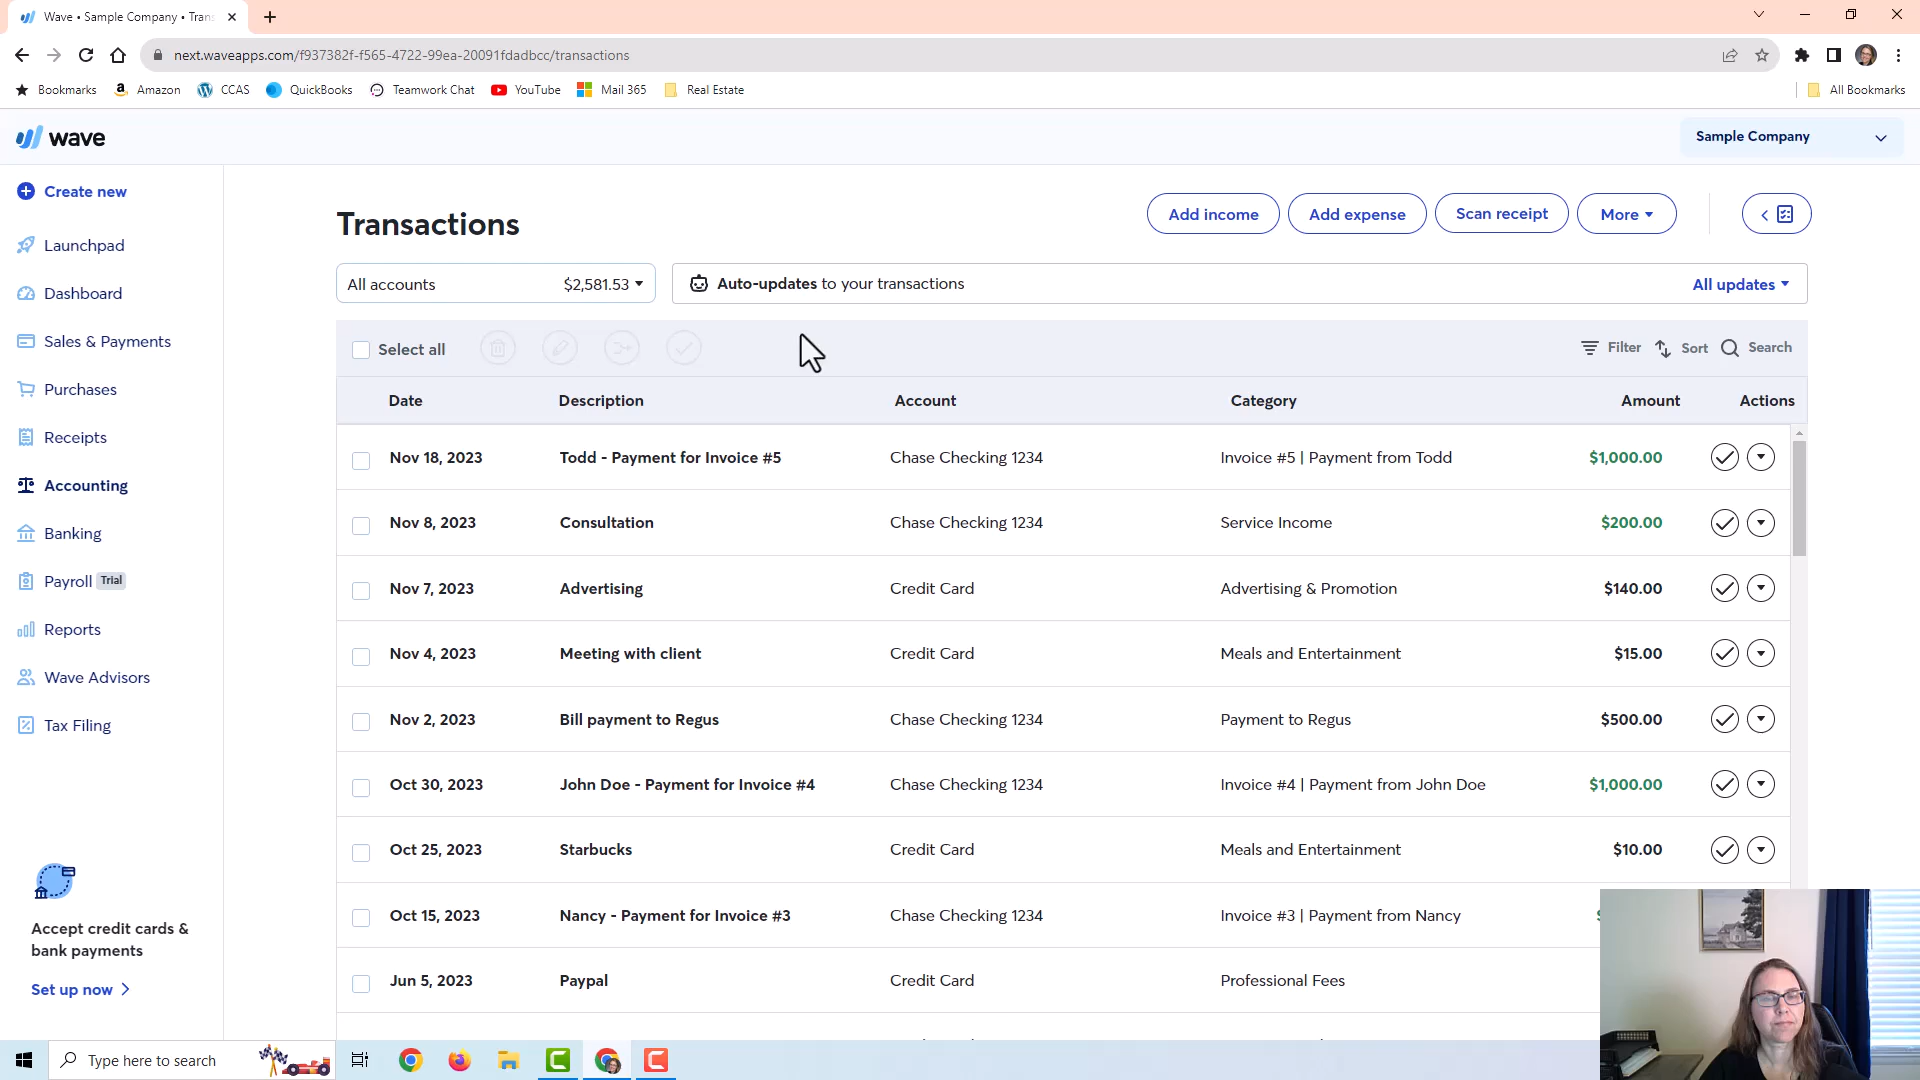 Wave • Sample Company • Tran
next.waveapps.com/f937382f-f565-4722-99ea-20091fdadbcc/transactions
Bookmarks Amazon CCAS QuickBooks Teamwork Chat YouTube Mail 365 Real Estate All Bookmarks
wave
Sample Company
Create new
Launchpad
Dashboard
Sales & Payments
Purchases
Receipts
Accounting
Banking
Payroll Trial
Reports
Wave Advisors
Tax Filing
Accept credit cards &
bank payments
Set up now
Transactions
Add income Add expense Scan receipt More
All accounts $2,581.53
Auto-updates to your transactions All updates
Select all Filter Sort Search
Date Description Account Category Amount Actions
Nov 18, 2023 Todd - Payment for Invoice #5 Chase Checking 1234 Invoice #5 | Payment from Todd $1,000.00
Nov 8, 2023 Consultation Chase Checking 1234 Service Income $200.00
Nov 7, 2023 Advertising Credit Card Advertising & Promotion $140.00
Nov 4, 2023 Meeting with client Credit Card Meals and Entertainment $15.00
Nov 2, 2023 Bill payment to Regus Chase Checking 1234 Payment to Regus $500.00
Oct 30, 2023 John Doe - Payment for Invoice #4 Chase Checking 1234 Invoice #4 | Payment from John Doe $1,000.00
Oct 25, 2023 Starbucks Credit Card Meals and Entertainment $10.00
Oct 15, 2023 Nancy - Payment for Invoice #3 Chase Checking 1234 Invoice #3 | Payment from Nancy
Jun 5, 2023 Paypal Credit Card Professional Fees
Type here to search